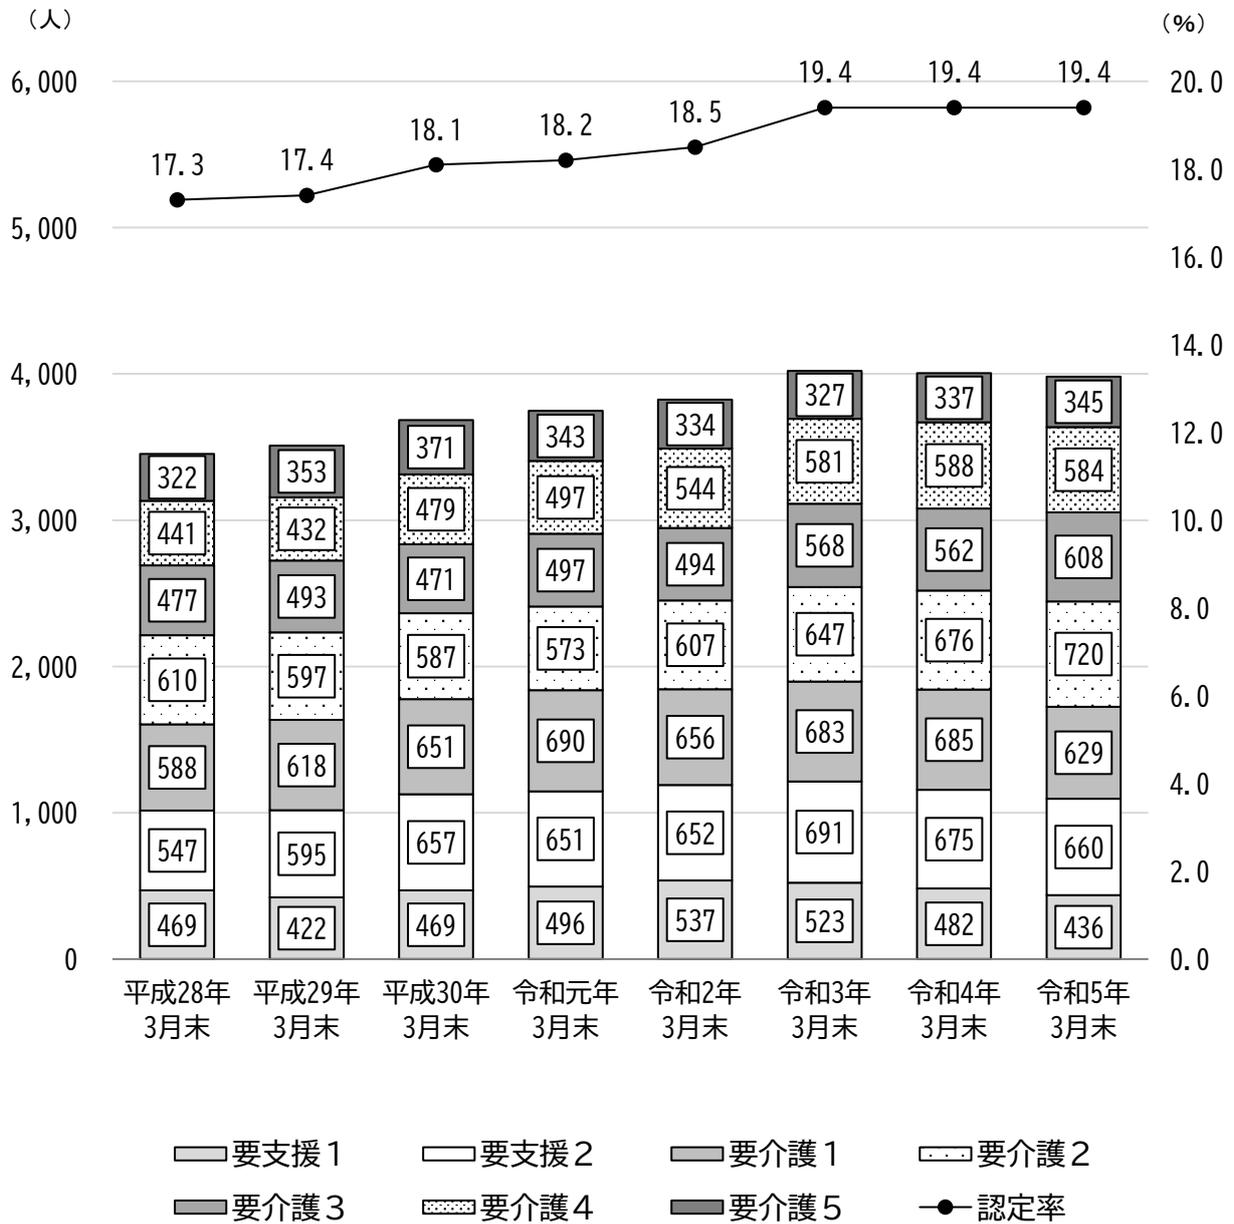 （人）
（％）
6,000
5,000
4,000
3,000
2,000
1,000
0
20.0
18.0
16.0
14.0
12.0
10.0
8.0
6.0
4.0
2.0
0.0
17.3 17.4 18.1 18.2 18.5 19.4 19.4 19.4
322 353 371 343 334 327 337 345
441 432 479 497 544 581 588 584
477 493 471 497 494 568 562 608
610 597 587 573 607 647 676 720
588 618 651 690 656 683 685 629
547 595 657 651 652 691 675 660
469 422 469 496 537 523 482 436
平成28年 平成29年 平成30年 令和元年 令和2年 令和3年 令和4年 令和5年
3月末 3月末 3月末 3月末 3月末 3月末 3月末 3月末
要支援１ 要支援２ 要介護１ 要介護２
要介護３ 要介護４ 要介護５ 認定率